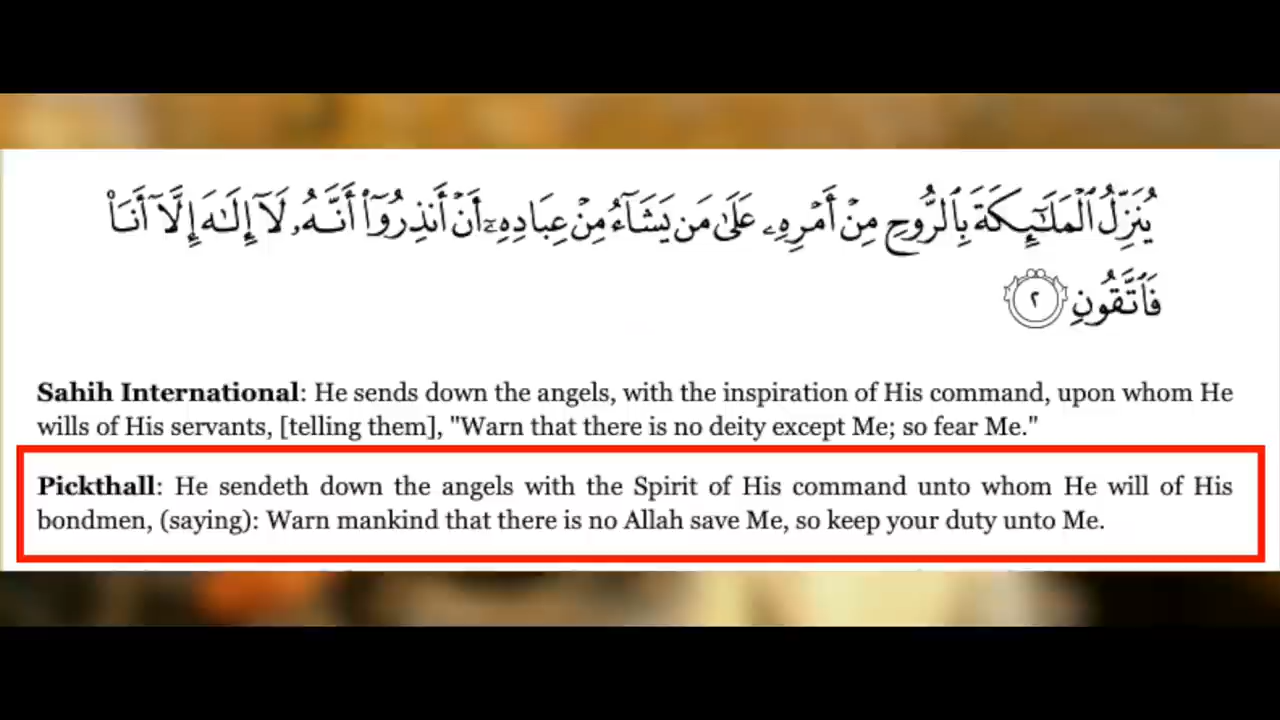 يُنَزِّلُ ٱلْمَلَـٰٓئِكَةَ بِٱلرُّوحِ مِنْ أَمْرِهِۦ عَلَىٰ مَن يَشَآءُ مِنْ عِبَادِهِۦٓ أَنْ أَنذِرُوٓا۟ أَنَّهُۥ لَآ إِلَـٰهَ إِلَّآ أَنَا۠
فَٱتَّقُونِ ٢
Sahih International: He sends down the angels, with the inspiration of His command, upon whom He
wills of His servants, [telling them], "Warn that there is no deity except Me; so fear Me."
Pickthall: He sendeth down the angels with the Spirit of His command unto whom He will of His
bondmen, (saying): Warn mankind that there is no Allah save Me, so keep your duty unto Me.